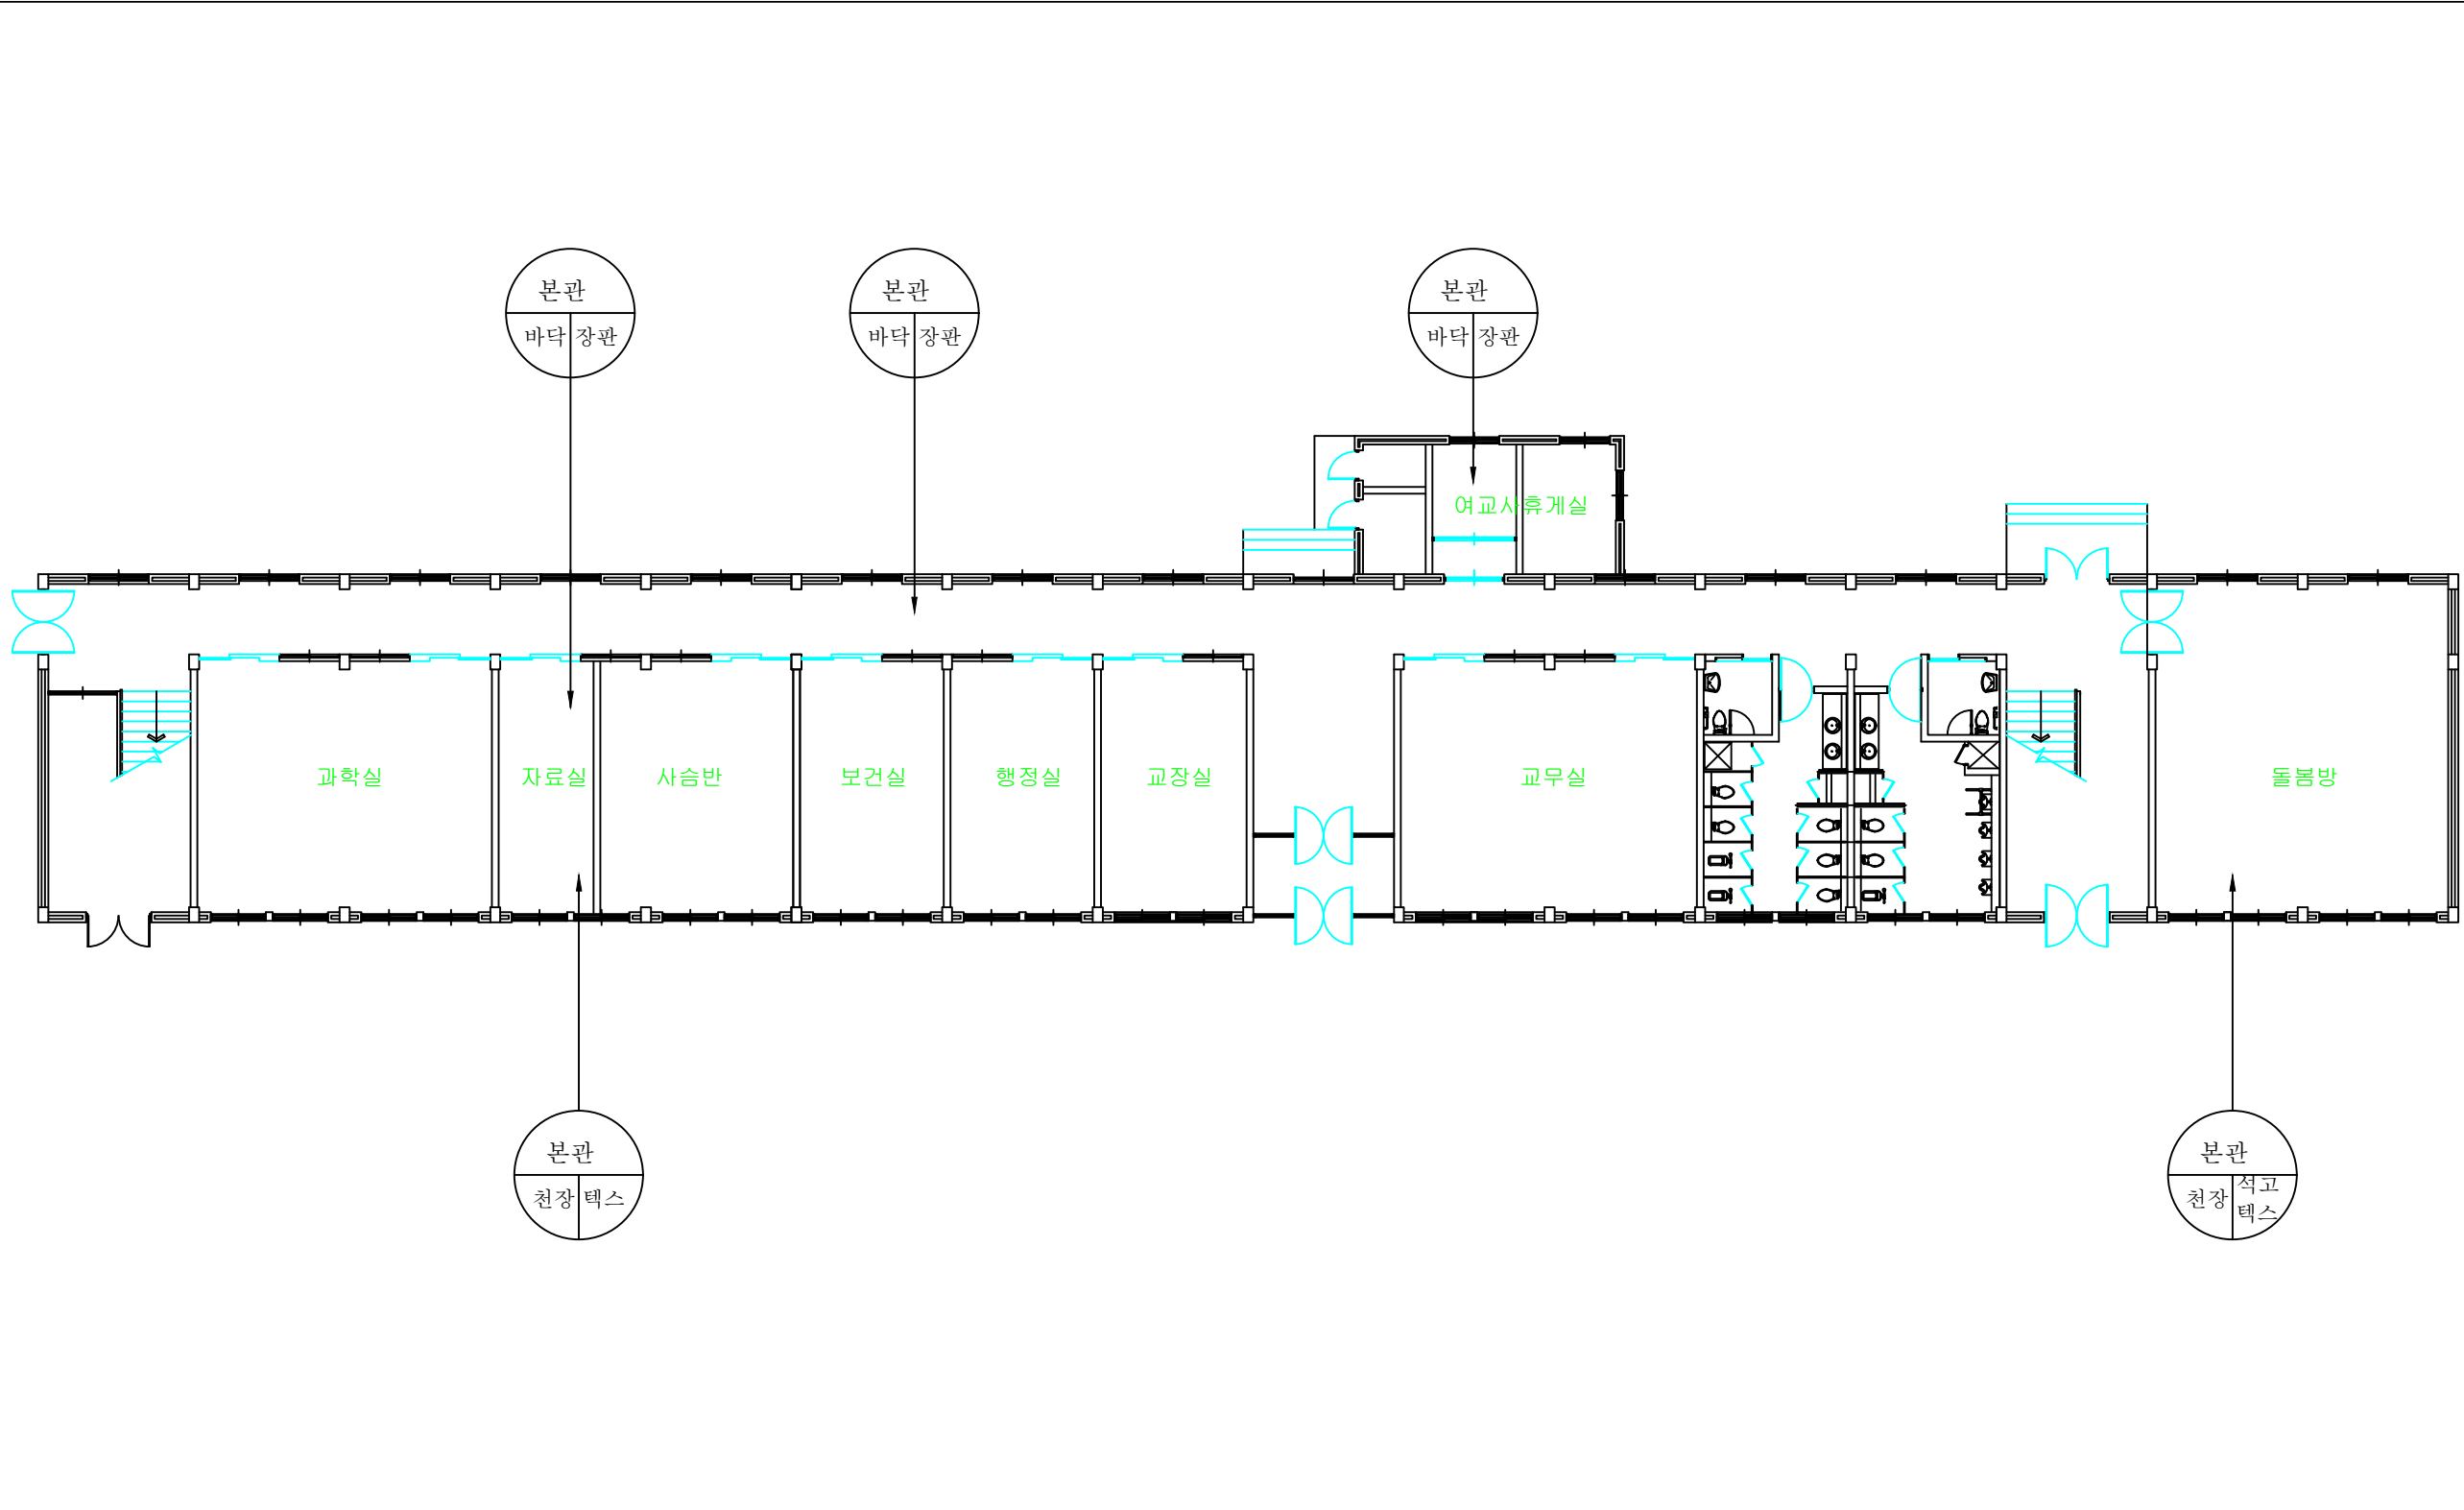 본관
바닥 장판
본관
바닥 장판
본관
바닥 장판
여교사휴게실
과학실
자료실
사슴반
보건실
행정실
교장실
교무실
돌봄방
본관
천장 텍스
본관
천장 석고
텍스